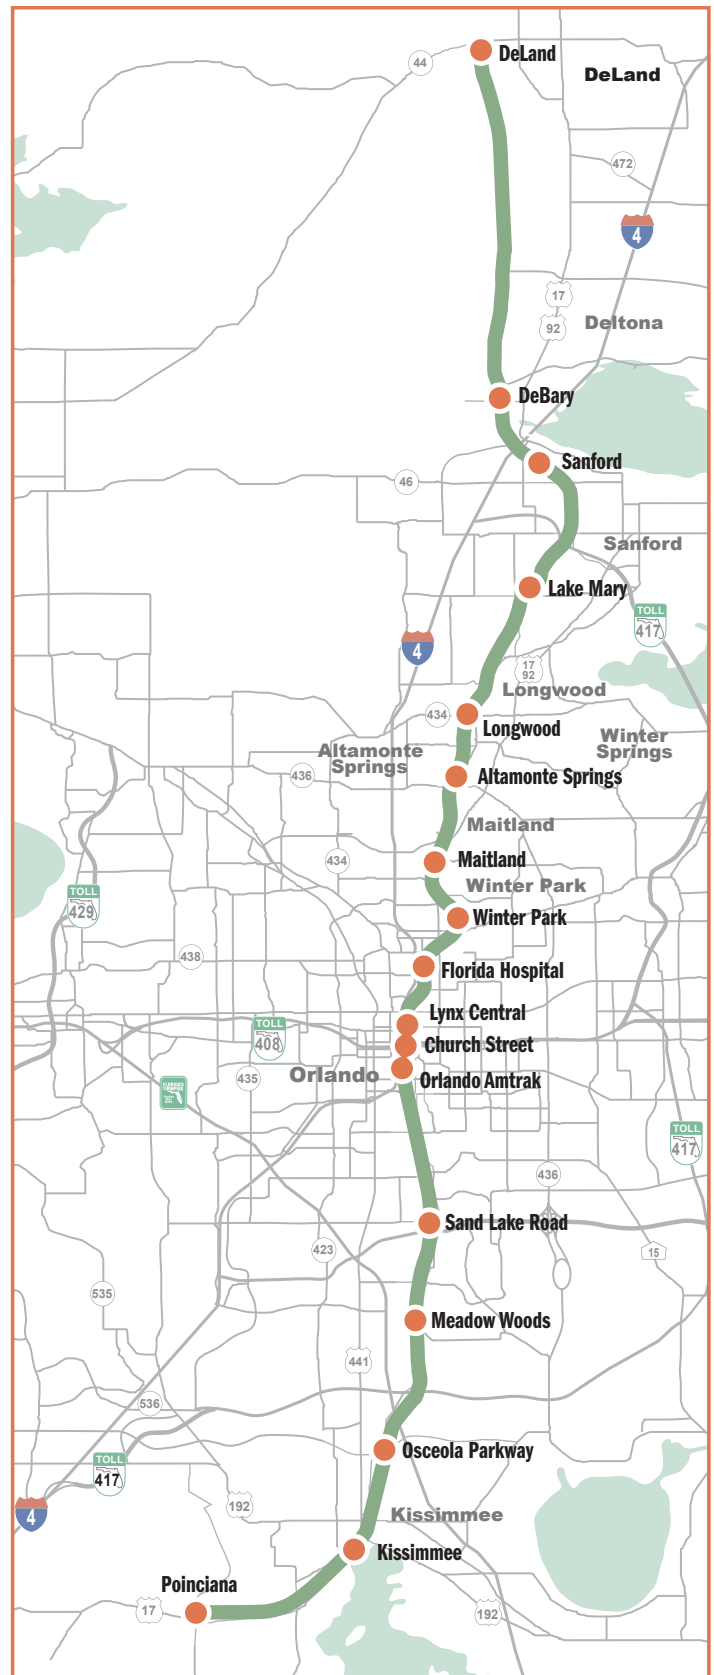 DeLand
44
DeLand
472
4
17
92
Deltona
DeBary
Sanford
46
Sanford
Lake Mary
TOLL
417
4
17
92
Longwood
434
Longwood
Winter
Springs
Altamonte
Springs
436
Altamonte Springs
Maitland
434
Maitland
Winter Park
TOLL
429
Winter Park
438
Florida Hospital
Lynx Central
TOLL
408
Church Street
Orlando
435
Orlando Amtrak
TOLL
417
436
Sand Lake Road
423
15
535
Meadow Woods
441
536
Osceola Parkway
TOLL
417
192
4
Kissimmee
Kissimmee
Poinciana
17
192